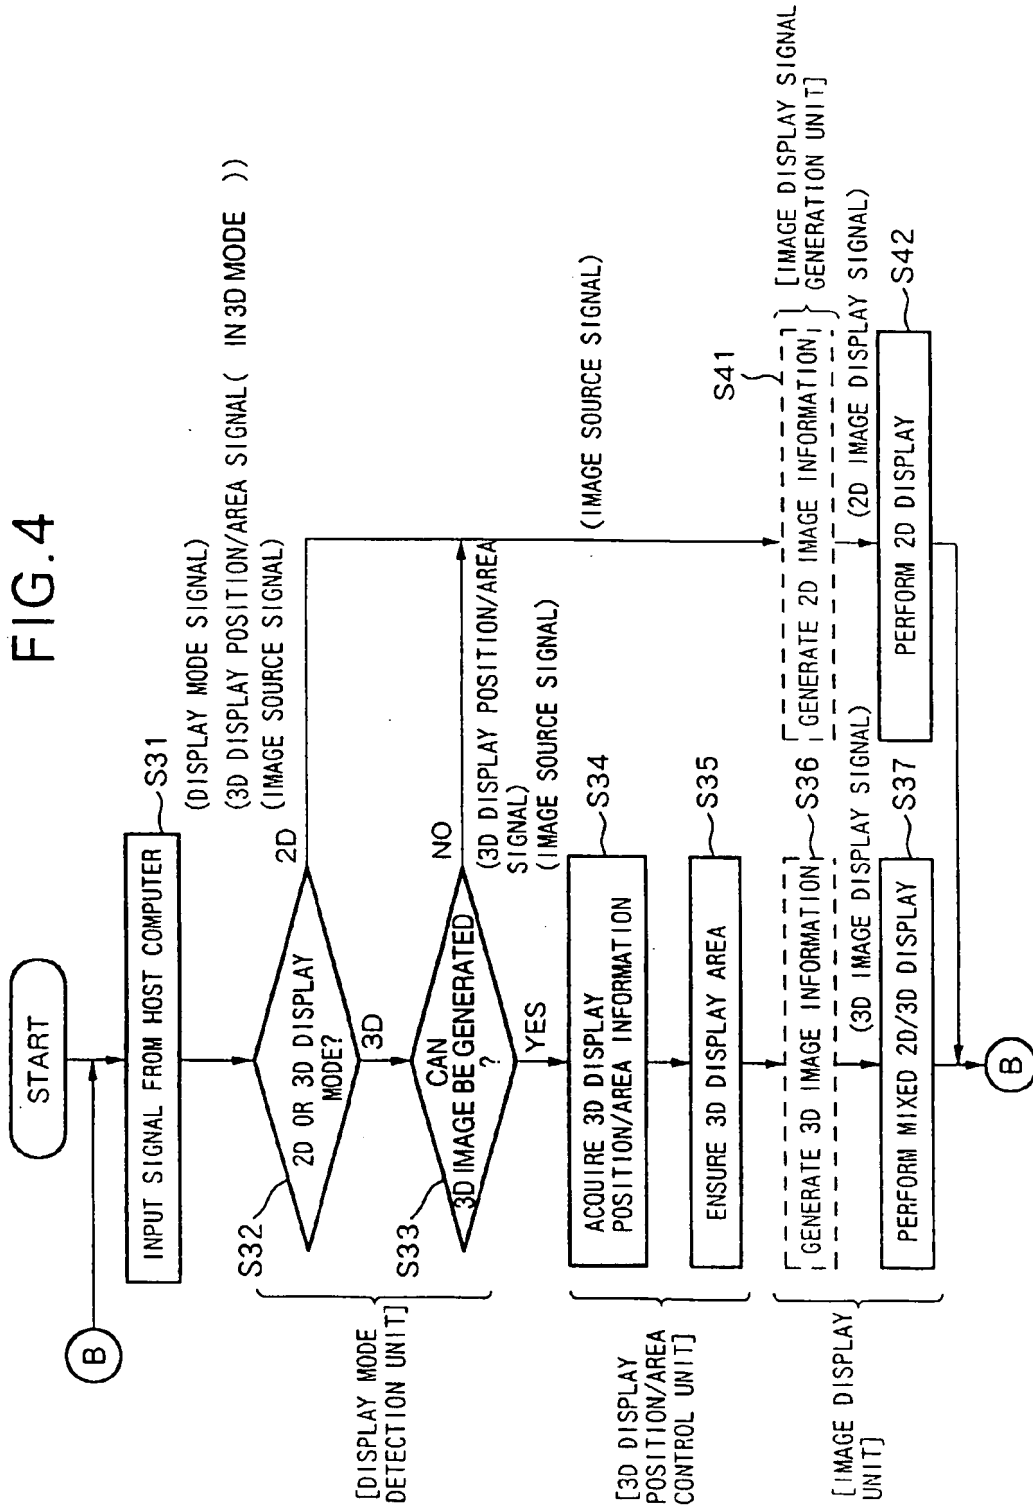 FIG.4
START
B
INPUT SIGNAL FROM HOST COMPUTER
S31
(DISPLAY MODE SIGNAL)
(3D DISPLAY POSITION/AREA SIGNAL( IN 3D MODE ))
(IMAGE SOURCE SIGNAL)
S32
2D OR 3D DISPLAY
MODE?
2D
3D
S33
CAN
3D IMAGE BE GENERATED
?
NO
YES
[DISPLAY MODE
DETECTION UNIT]
(3D DISPLAY POSITION/AREA
SIGNAL)
(IMAGE SOURCE SIGNAL)
(IMAGE SOURCE SIGNAL)
ACQUIRE 3D DISPLAY
POSITION/AREA INFORMATION
S34
ENSURE 3D DISPLAY AREA
S35
[3D DISPLAY
POSITION/AREA
CONTROL UNIT]
GENERATE 3D IMAGE INFORMATION
S36
(3D IMAGE DISPLAY SIGNAL)
PERFORM MIXED 2D/3D DISPLAY
S37
[IMAGE DISPLAY
UNIT]
S41
GENERATE 2D IMAGE INFORMATION
[IMAGE DISPLAY SIGNAL
GENERATION UNIT]
(2D IMAGE DISPLAY SIGNAL)
PERFORM 2D DISPLAY
S42
B